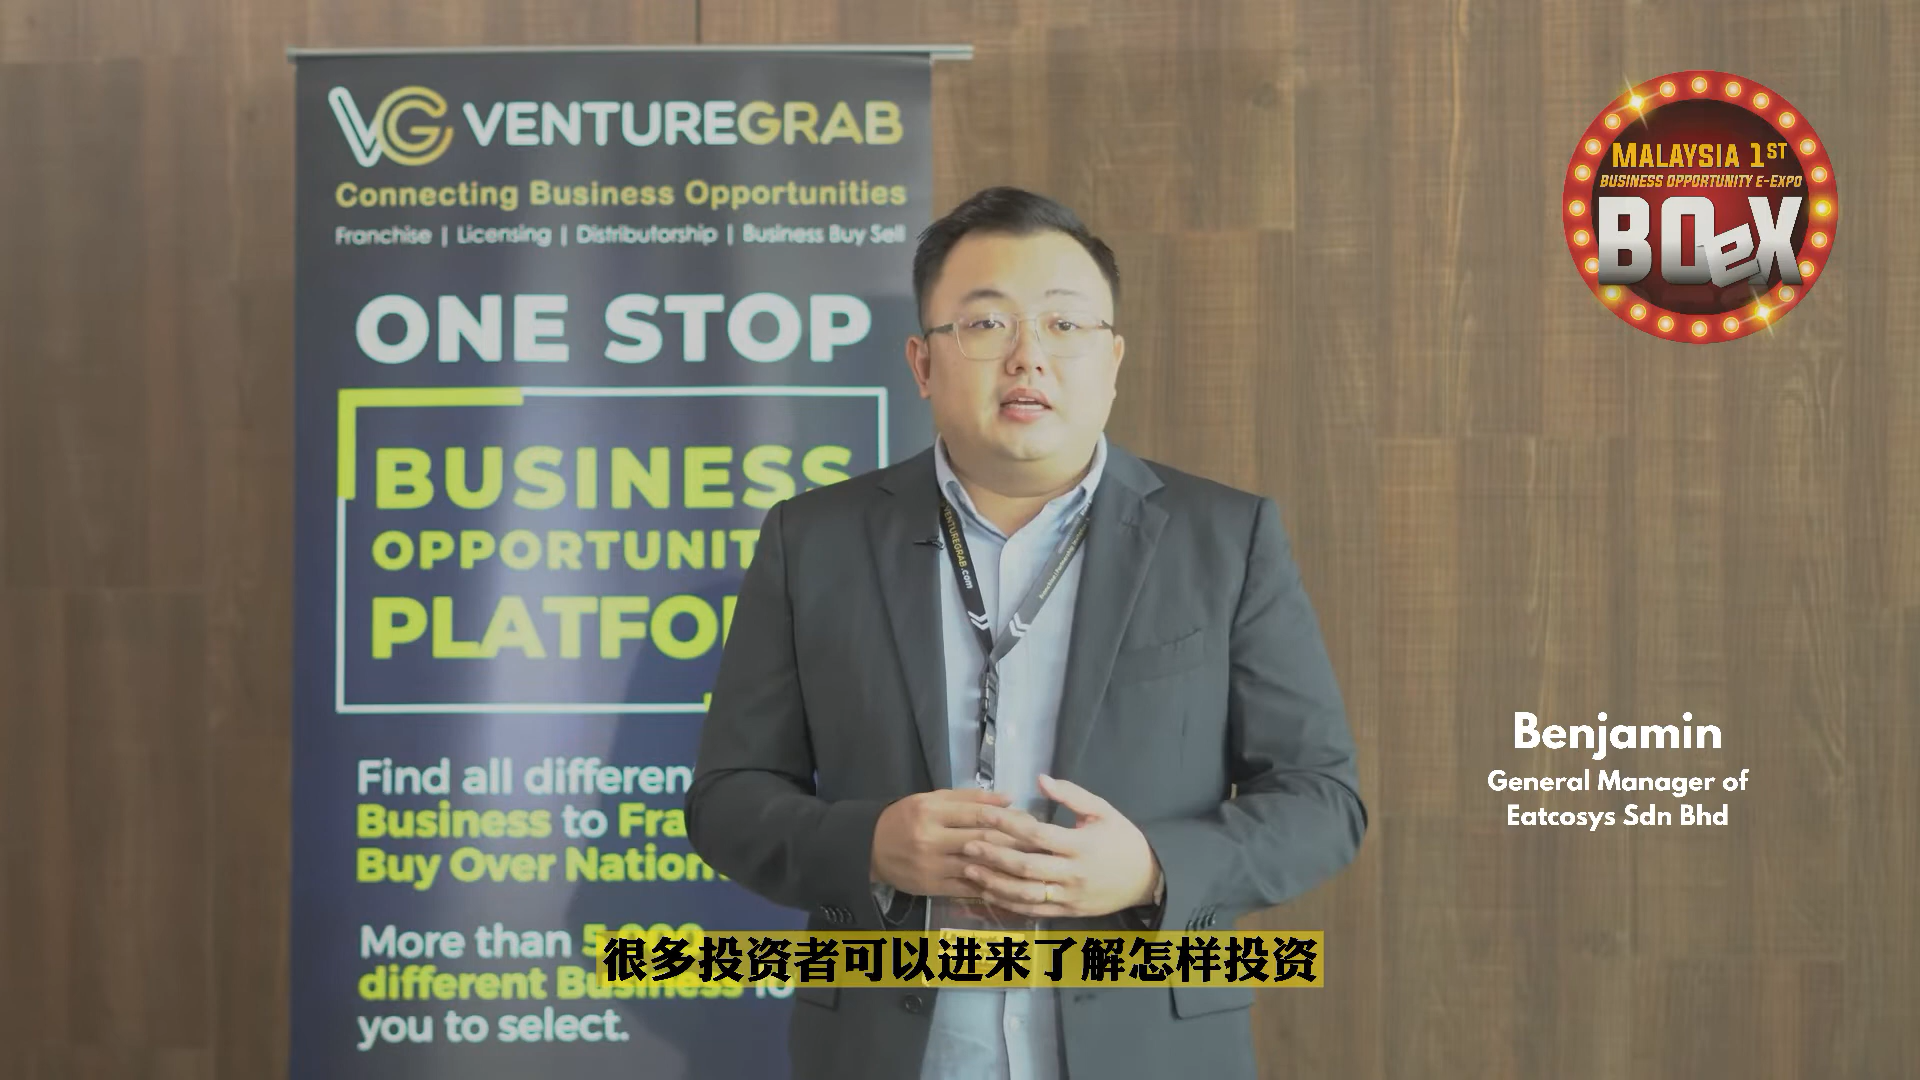 VG VENTUREGRAB
Connecting Business Opportunities
Franchise | Licensing | Distributorship | Business Buy Sell
ONE STOP
BUSINESS
OPPORTUNIT
PLATFO
Find all differen
Business to Fra
Buy Over Nation
More than 5,000
different Business to
you to select.
VENTUREGRAB.com
MALAYSIA 1ST
BUSINESS OPPORTUNITY E-EXPO
BOeX
Benjamin
General Manager of
Eatcosys Sdn Bhd
很多投资者可以进来了解怎样投资